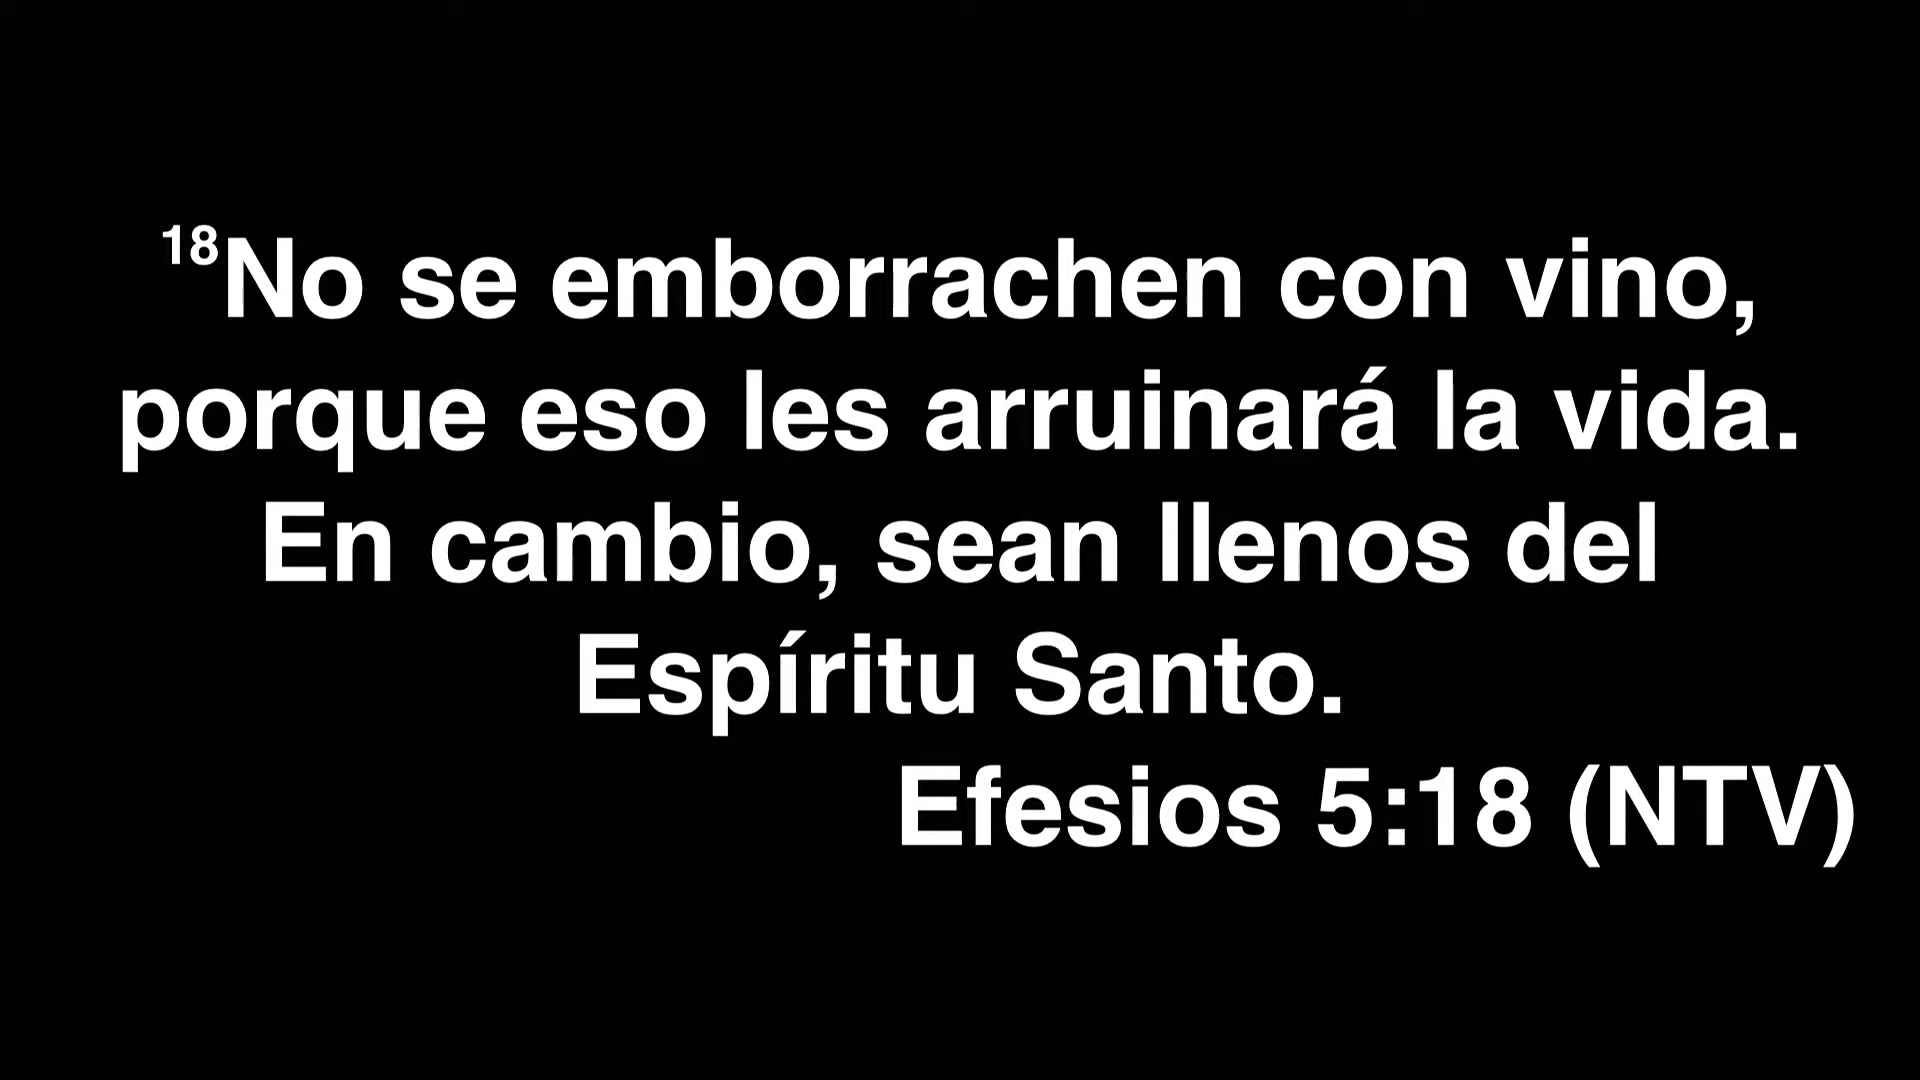 ¹⁸No se emborrachen con vino,
porque eso les arruinará la vida.
En cambio, sean llenos del
Espíritu Santo.
Efesios 5:18 (NTV)